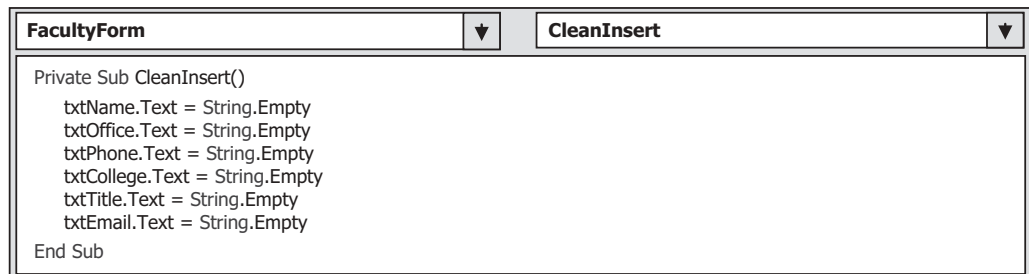 FacultyForm
CleanInsert
Private Sub CleanInsert()
txtName.Text = String.Empty
txtOffice.Text = String.Empty
txtPhone.Text = String.Empty
txtCollege.Text = String.Empty
txtTitle.Text = String.Empty
txtEmail.Text = String.Empty
End Sub